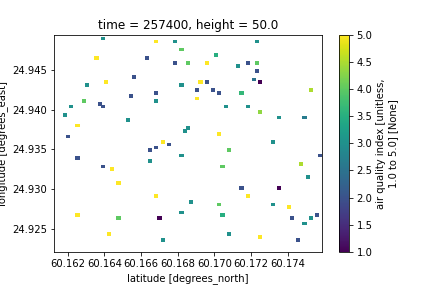 time = 257400, height = 50.0
24.945
24.940
24.935
24.930
24.925
longitude [degrees_east]
60.162 60.164 60.166 60.168 60.170 60.172 60.174
latitude [degrees_north]
5.0
4.5
4.0
3.5
3.0
2.5
2.0
1.5
1.0
air quality index [unitless,
1.0 to 5.0] [None]